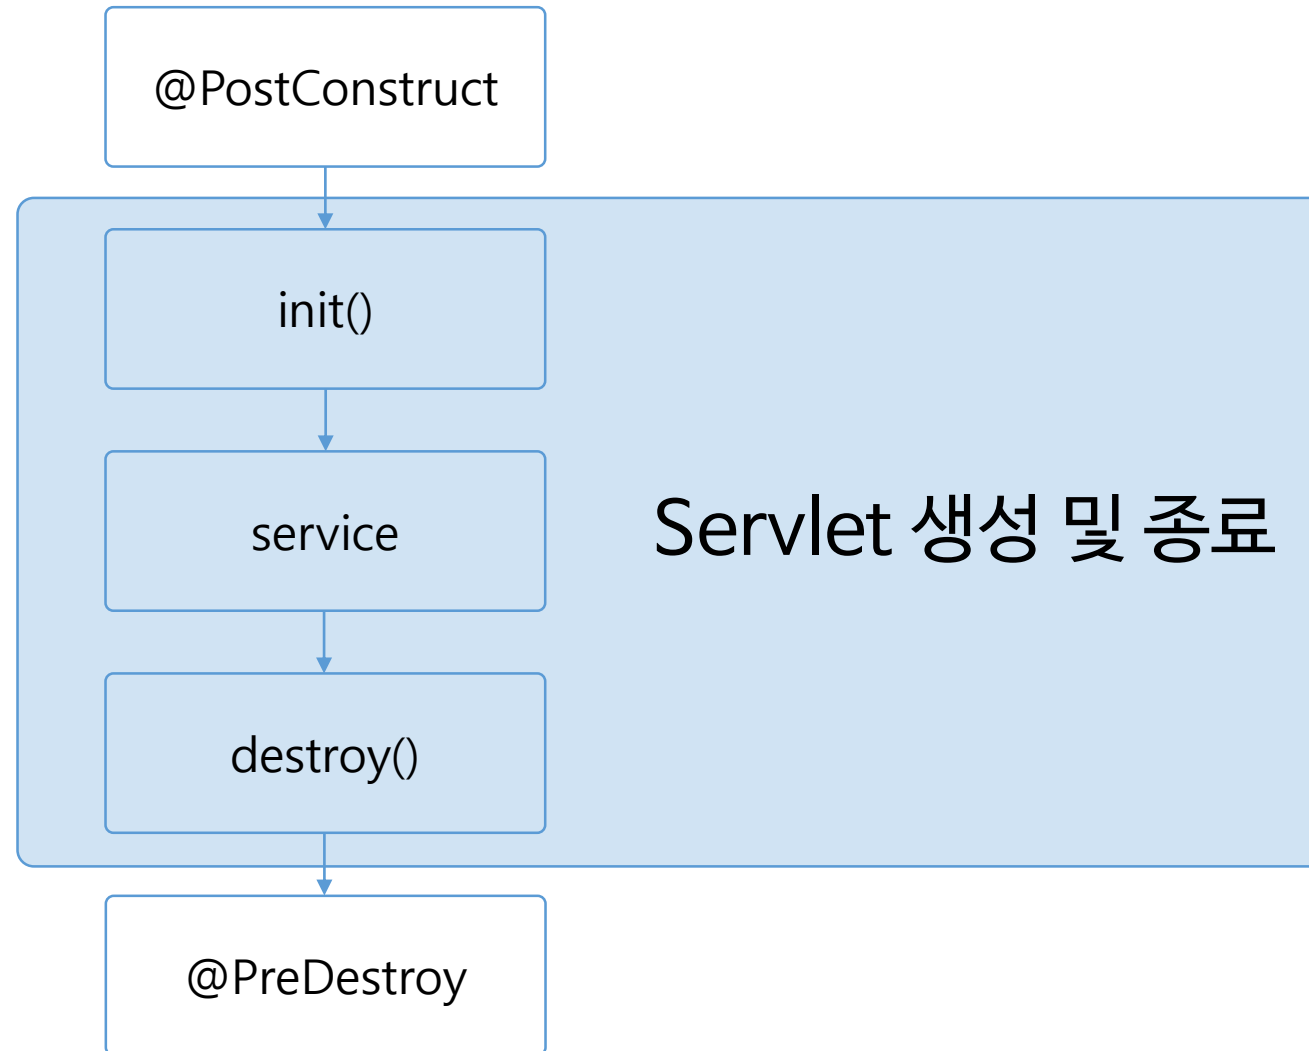 @PostConstruct
init()
service
Servlet 생성 및 종료
destroy()
@PreDestroy